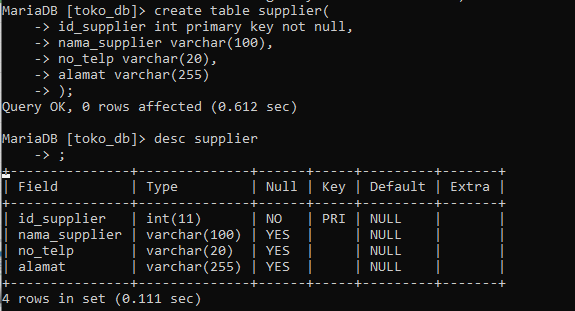 MariaDB [toko_db]> create table supplier(
    -> id_supplier int primary key not null,
    -> nama_supplier varchar(100),
    -> no_telp varchar(20),
    -> alamat varchar(255)
    -> );
Query OK, 0 rows affected (0.612 sec)

MariaDB [toko_db]> desc supplier
    -> ;
+---------------+--------------+------+-----+---------+-------+
| Field         | Type         | Null | Key | Default | Extra |
+---------------+--------------+------+-----+---------+-------+
| id_supplier   | int(11)      | NO   | PRI | NULL    |       |
| nama_supplier | varchar(100) | YES  |     | NULL    |       |
| no_telp       | varchar(20)  | YES  |     | NULL    |       |
| alamat        | varchar(255) | YES  |     | NULL    |       |
+---------------+--------------+------+-----+---------+-------+
4 rows in set (0.111 sec)